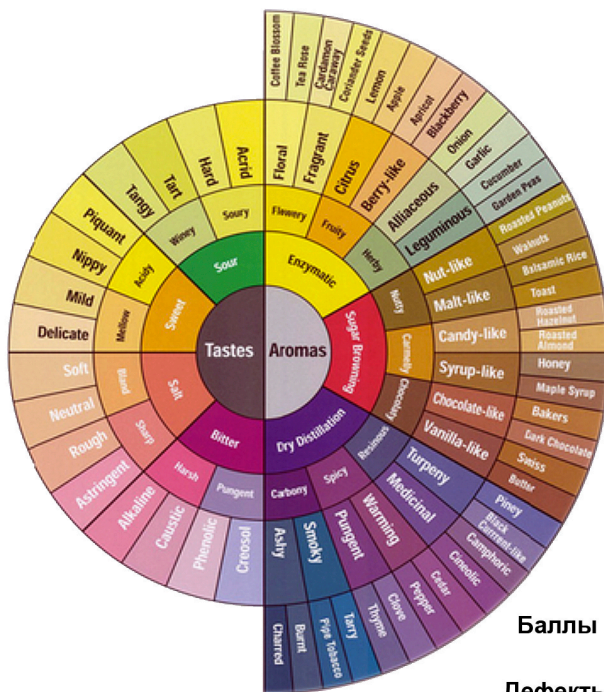 Tastes
Aromas
Sour
Sweet
Salt
Bitter
Enzymatic
Sugar Browning
Dry Distillation
Soury
Winey
Acidy
Mellow
Bland
Sharp
Harsh
Pungent
Flowery
Fruity
Herby
Nutty
Carmelly
Chocolaty
Resinous
Spicy
Carbony
Acrid
Hard
Tart
Tangy
Piquant
Nippy
Mild
Delicate
Soft
Neutral
Rough
Astringent
Alkaline
Caustic
Phenolic
Creosol
Floral
Fragrant
Citrus
Berry-like
Alliaceous
Leguminous
Nut-like
Malt-like
Candy-like
Syrup-like
Chocolate-like
Vanilla-like
Turpeny
Medicinal
Warming
Pungent
Smoky
Ashy
Coffee Blossom
Tea Rose
Cardamon
Caraway
Coriander Seeds
Lemon
Apple
Apricot
Blackberry
Onion
Garlic
Cucumber
Garden Peas
Roasted Peanuts
Walnuts
Balsamic Rice
Toast
Roasted
Hazelnut
Roasted
Almond
Honey
Maple Syrup
Bakers
Dark Chocolate
Swiss
Butter
Piney
Black
Currrent-like
Camphoric
Cineolic
Cedar
Pepper
Clove
Thyme
Tarry
Pipe Tobacco
Burnt
Charred
Баллы